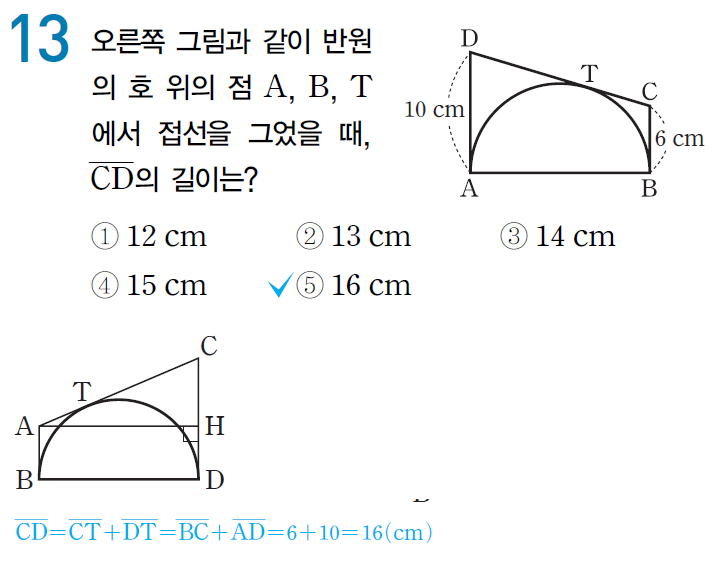 13 오른쪽 그림과 같이 반원
의 호 위의 점 A, B, T
에서 접선을 그었을 때,
CD의 길이는?
D
T
C
10 cm
6 cm
A
B
① 12 cm ② 13 cm ③ 14 cm
④ 15 cm ⑤ 16 cm
C
T
A
H
B
D
CD=CT+DT=BC+AD=6+10=16(cm)